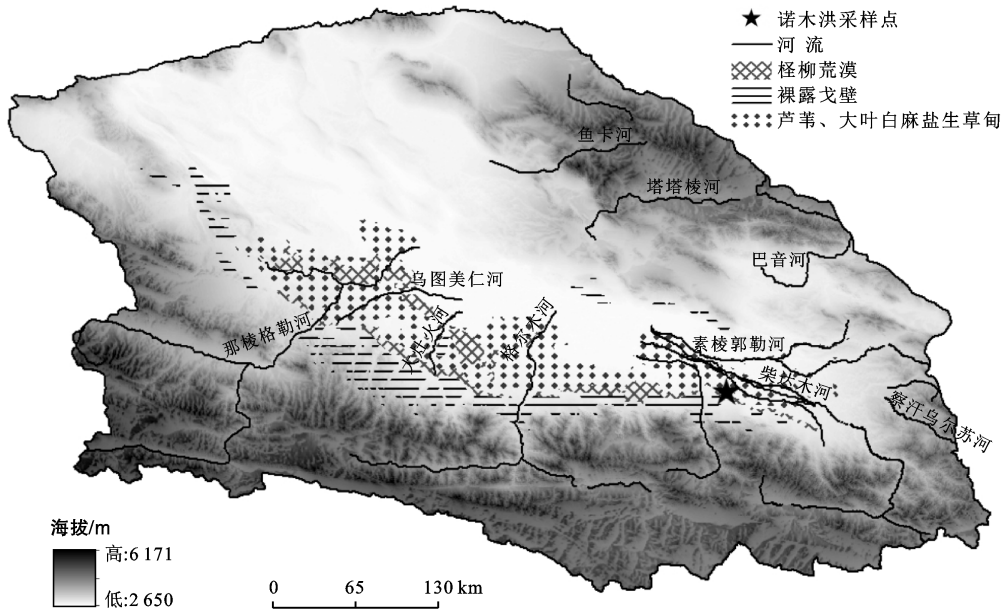 诺木洪采样点
河 流
柽柳荒漠
裸露戈壁
芦苇、大叶白麻盐生草甸
鱼卡河
塔塔棱河
巴音河
乌图美仁河
那棱格勒河
格尔木河
素棱郭勒河
柴达木河
察汗乌尔苏河
海拔/m
高:6 171
低:2 650
0 65 130 km